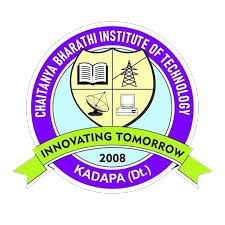 CHAITANYA BHARATHI INSTITUTE OF TECHNOLOGY
INNOVATING TOMORROW
2008
KADAPA (Dt.)